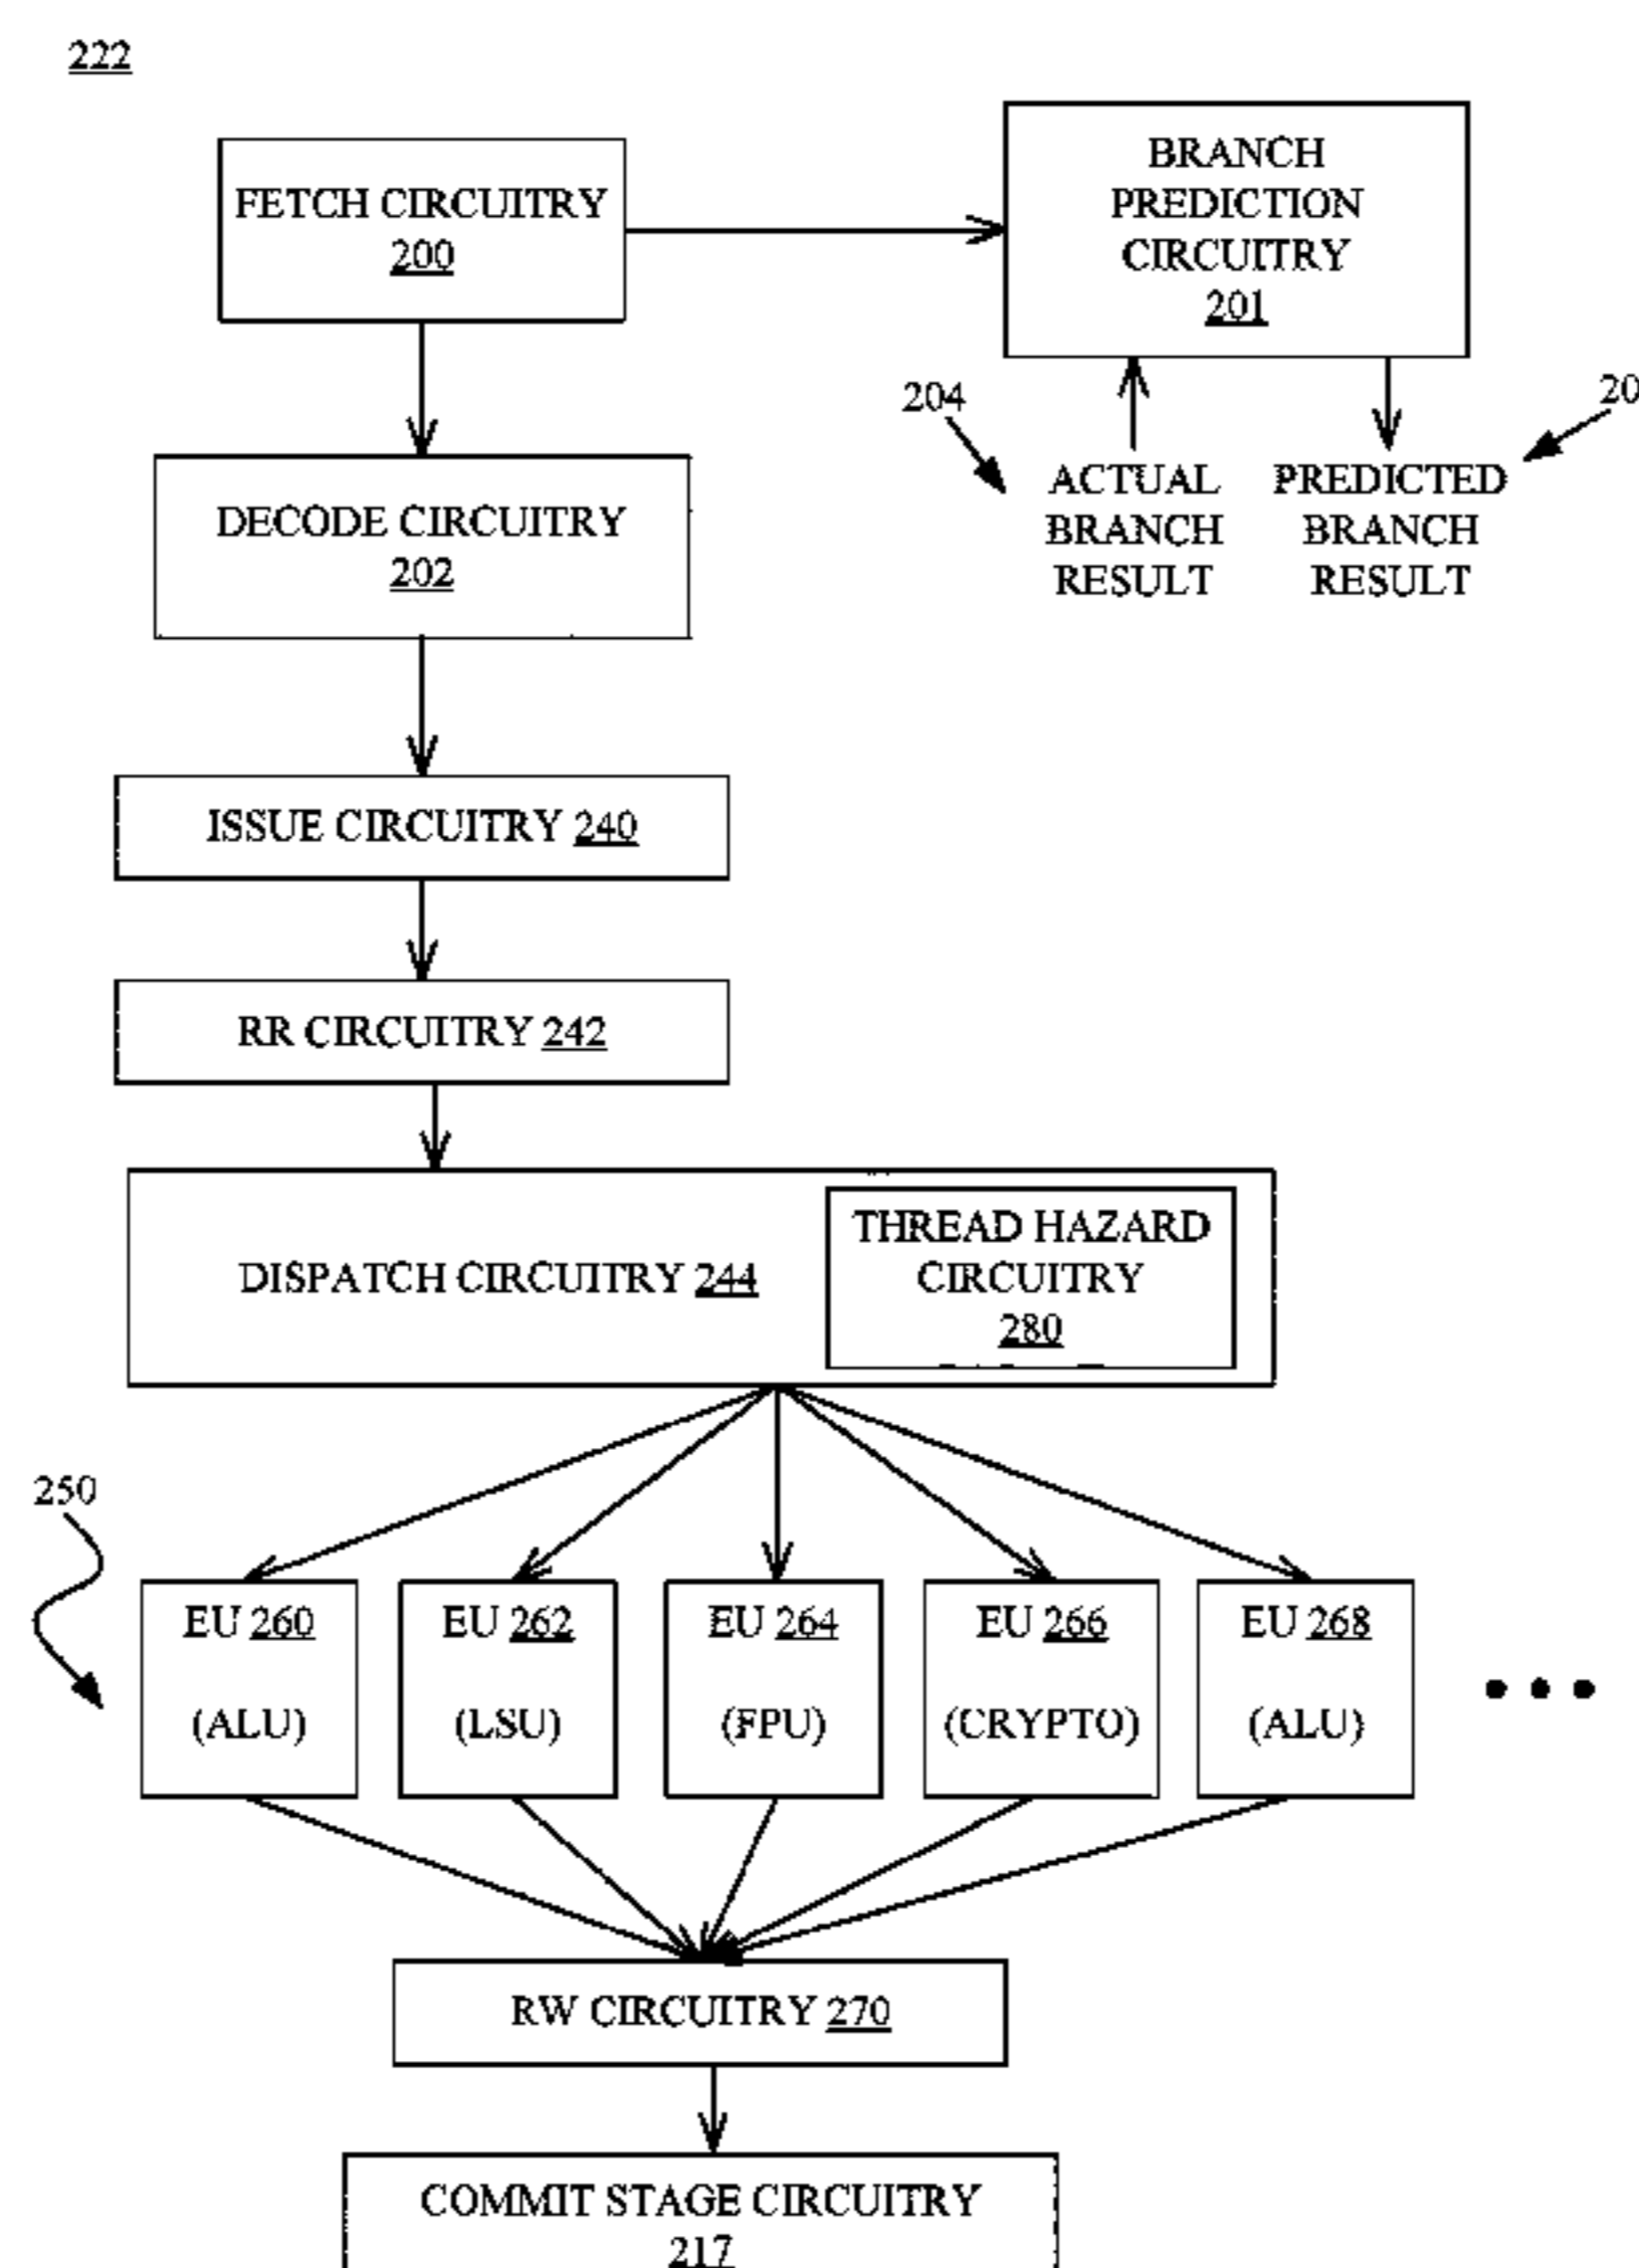 222
FETCH CIRCUITRY
200
BRANCH
PREDICTION
CIRCUITRY
201
204
20
ACTUAL
BRANCH
RESULT
PREDICTED
BRANCH
RESULT
DECODE CIRCUITRY
202
ISSUE CIRCUITRY 240
RR CIRCUITRY 242
DISPATCH CIRCUITRY 244
THREAD HAZARD
CIRCUITRY
280
250
EU 260
(ALU)
EU 262
(LSU)
EU 264
(FPU)
EU 266
(CRYPTO)
EU 268
(ALU)
RW CIRCUITRY 270
COMMIT STAGE CIRCUITRY
217